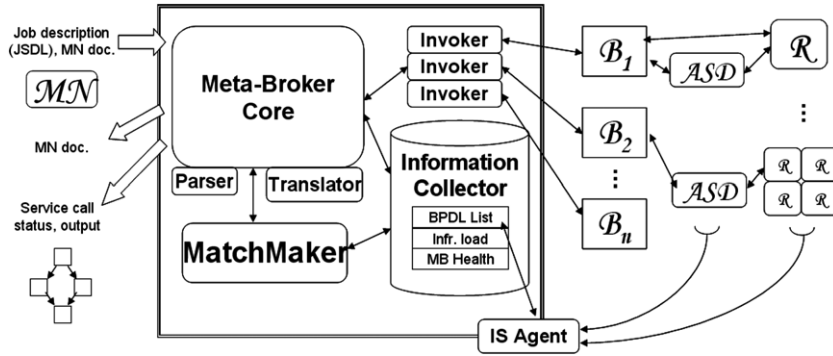 Job description
(JSDL), MN doc.
MN
MN doc.
Service call
status, output
Meta-Broker
Core
Parser
Translator
MatchMaker
Invoker
Invoker
Invoker
Information
Collector
BPDL List
Infr. load
MB Health
IS Agent
B1
B2
...
Bn
ASD
R
...
ASD
R R
R R